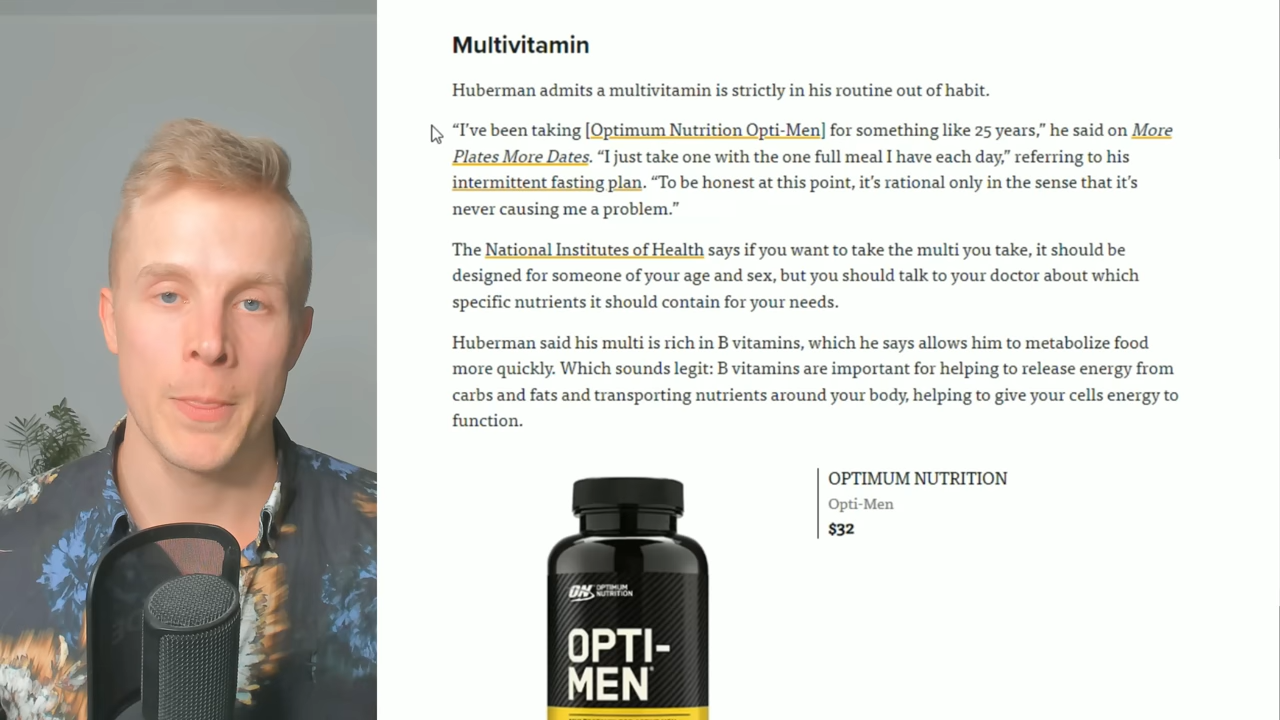 Multivitamin
Huberman admits a multivitamin is strictly in his routine out of habit.
“I’ve been taking [Optimum Nutrition Opti-Men] for something like 25 years,” he said on More
Plates More Dates. “I just take one with the one full meal I have each day,” referring to his
intermittent fasting plan. “To be honest at this point, it’s rational only in the sense that it’s
never causing me a problem.”
The National Institutes of Health says if you want to take the multi you take, it should be
designed for someone of your age and sex, but you should talk to your doctor about which
specific nutrients it should contain for your needs.
Huberman said his multi is rich in B vitamins, which he says allows him to metabolize food
more quickly. Which sounds legit: B vitamins are important for helping to release energy from
carbs and fats and transporting nutrients around your body, helping to give your cells energy to
function.
OPTIMUM NUTRITION
Opti-Men
$32
ON OPTIMUM
NUTRITION
OPTI-
MEN